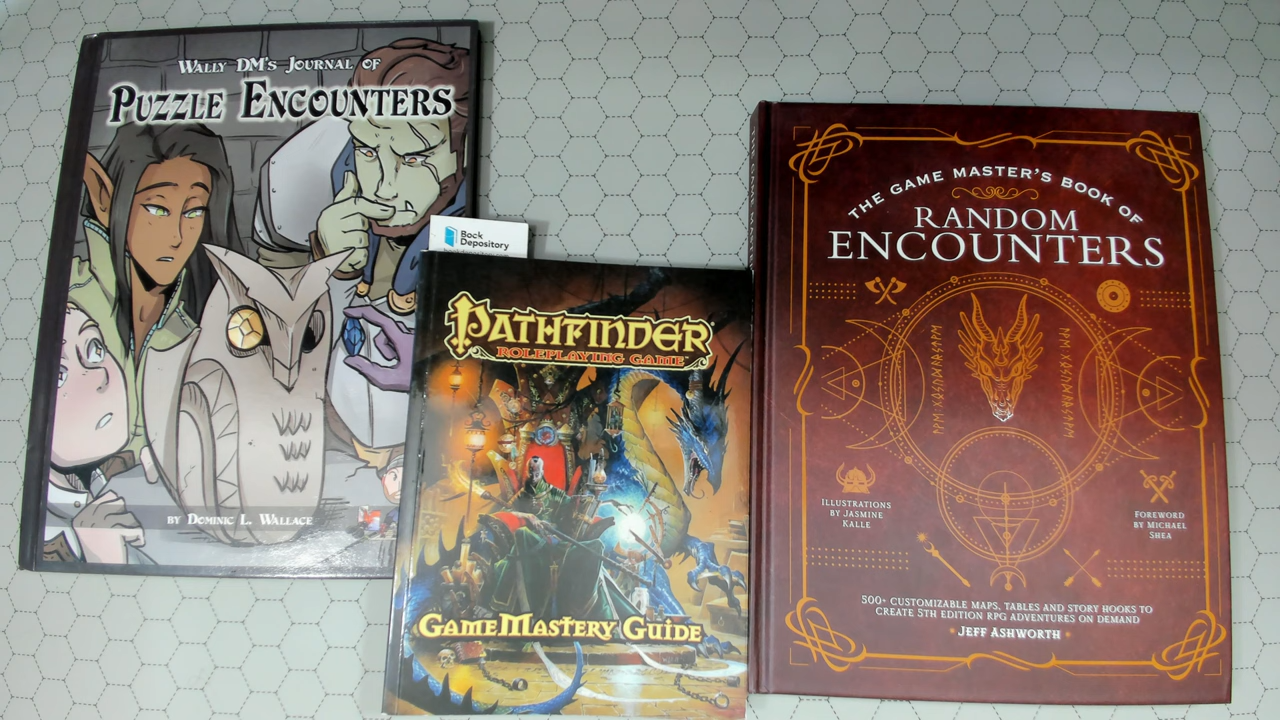 WALLY DM'S JOURNAL OF
PUZZLE ENCOUNTERS
BY DOMINIC L. WALLACE
Book
Depository
PATHFINDER
ROLEPLAYING GAME
GAMEMASTERY GUIDE
THE GAME MASTER'S BOOK OF
RANDOM
ENCOUNTERS
ILLUSTRATIONS
BY JASMINE
KALLE
FOREWORD
BY MICHAEL
SHEA
500+ CUSTOMIZABLE MAPS, TABLES AND STORY HOOKS TO
CREATE 5TH EDITION RPG ADVENTURES ON DEMAND
JEFF ASHWORTH